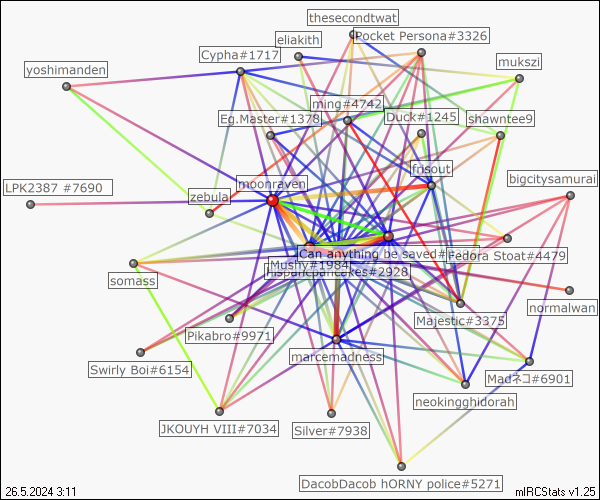 thesecondtwat
eliakith
Pocket Persona#3326
Cypha#1717
mukszi
yoshimanden
ming#4742
Eg.Master#1378
Duck#1245
shawntee9
frisout
moonraven
bigcitysamurai
LPK2387 #7690
zebula
Can anything be saved#
Fedora Stoat#4479
Mushy#1984
pancakes#2928
somass
normalwan
Majestic#3375
Pikabro#9971
marcemadness
Swirly Boi#6154
Madネコ#6901
neokingghidorah
JKOUYH VIII#7034
Silver#7938
DacobDacob hORNY police#5271
26.5.2024 3:11
mIRCStats v1.25